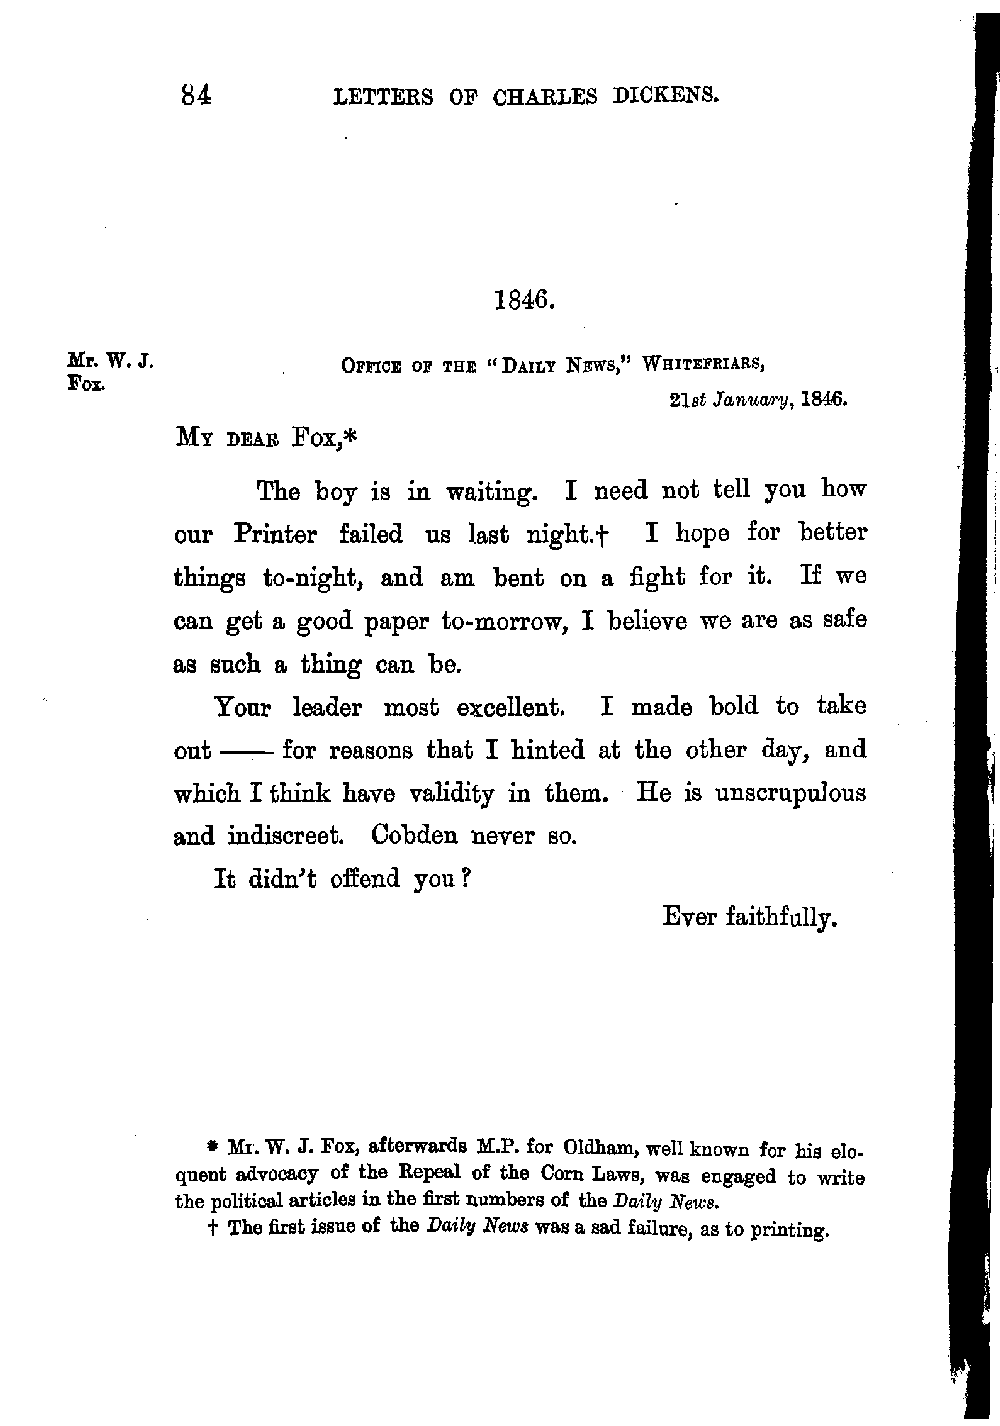 84 LETTERS OF CHARLES DICKENS.
1846.
Mr. W. J.
Fox.
OFFICE OF THE "DAILY NEWS," WHITEFRIARS,
21st January, 1846.
MY DEAR FOX,*
The boy is in waiting. I need not tell you how
our Printer failed us last night.† I hope for better
things to-night, and am bent on a fight for it. If we
can get a good paper to-morrow, I believe we are as safe
as such a thing can be.
Your leader most excellent. I made bold to take
out —— for reasons that I hinted at the other day, and
which I think have validity in them. He is unscrupulous
and indiscreet. Cobden never so.
It didn't offend you?
Ever faithfully.
* Mr. W. J. Fox, afterwards M.P. for Oldham, well known for his elo-
quent advocacy of the Repeal of the Corn Laws, was engaged to write
the political articles in the first numbers of the Daily News.
† The first issue of the Daily News was a sad failure, as to printing.